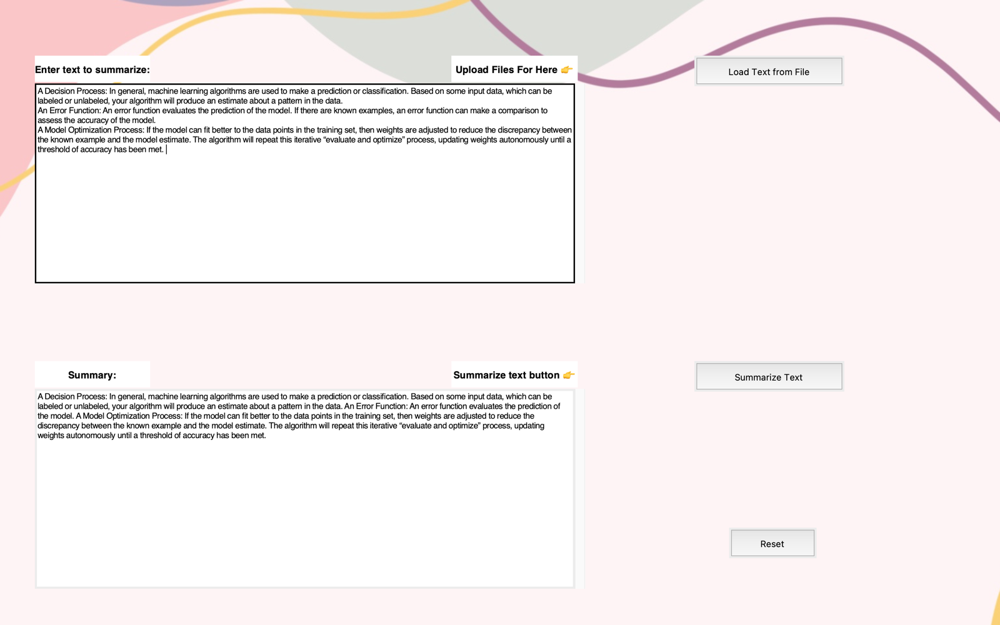 Enter text to summarize:
Upload Files For Here 👉
Load Text from File
A Decision Process: In general, machine learning algorithms are used to make a prediction or classification. Based on some input data, which can be
labeled or unlabeled, your algorithm will produce an estimate about a pattern in the data.
An Error Function: An error function evaluates the prediction of the model. If there are known examples, an error function can make a comparison to
assess the accuracy of the model.
A Model Optimization Process: If the model can fit better to the data points in the training set, then weights are adjusted to reduce the discrepancy between
the known example and the model estimate. The algorithm will repeat this iterative “evaluate and optimize” process, updating weights autonomously until a
threshold of accuracy has been met.
Summary:
Summarize text button 👉
Summarize Text
A Decision Process: In general, machine learning algorithms are used to make a prediction or classification. Based on some input data, which can be
labeled or unlabeled, your algorithm will produce an estimate about a pattern in the data. An Error Function: An error function evaluates the prediction of
the model. A Model Optimization Process: If the model can fit better to the data points in the training set, then weights are adjusted to reduce the
discrepancy between the known example and the model estimate. The algorithm will repeat this iterative “evaluate and optimize” process, updating
weights autonomously until a threshold of accuracy has been met.
Reset